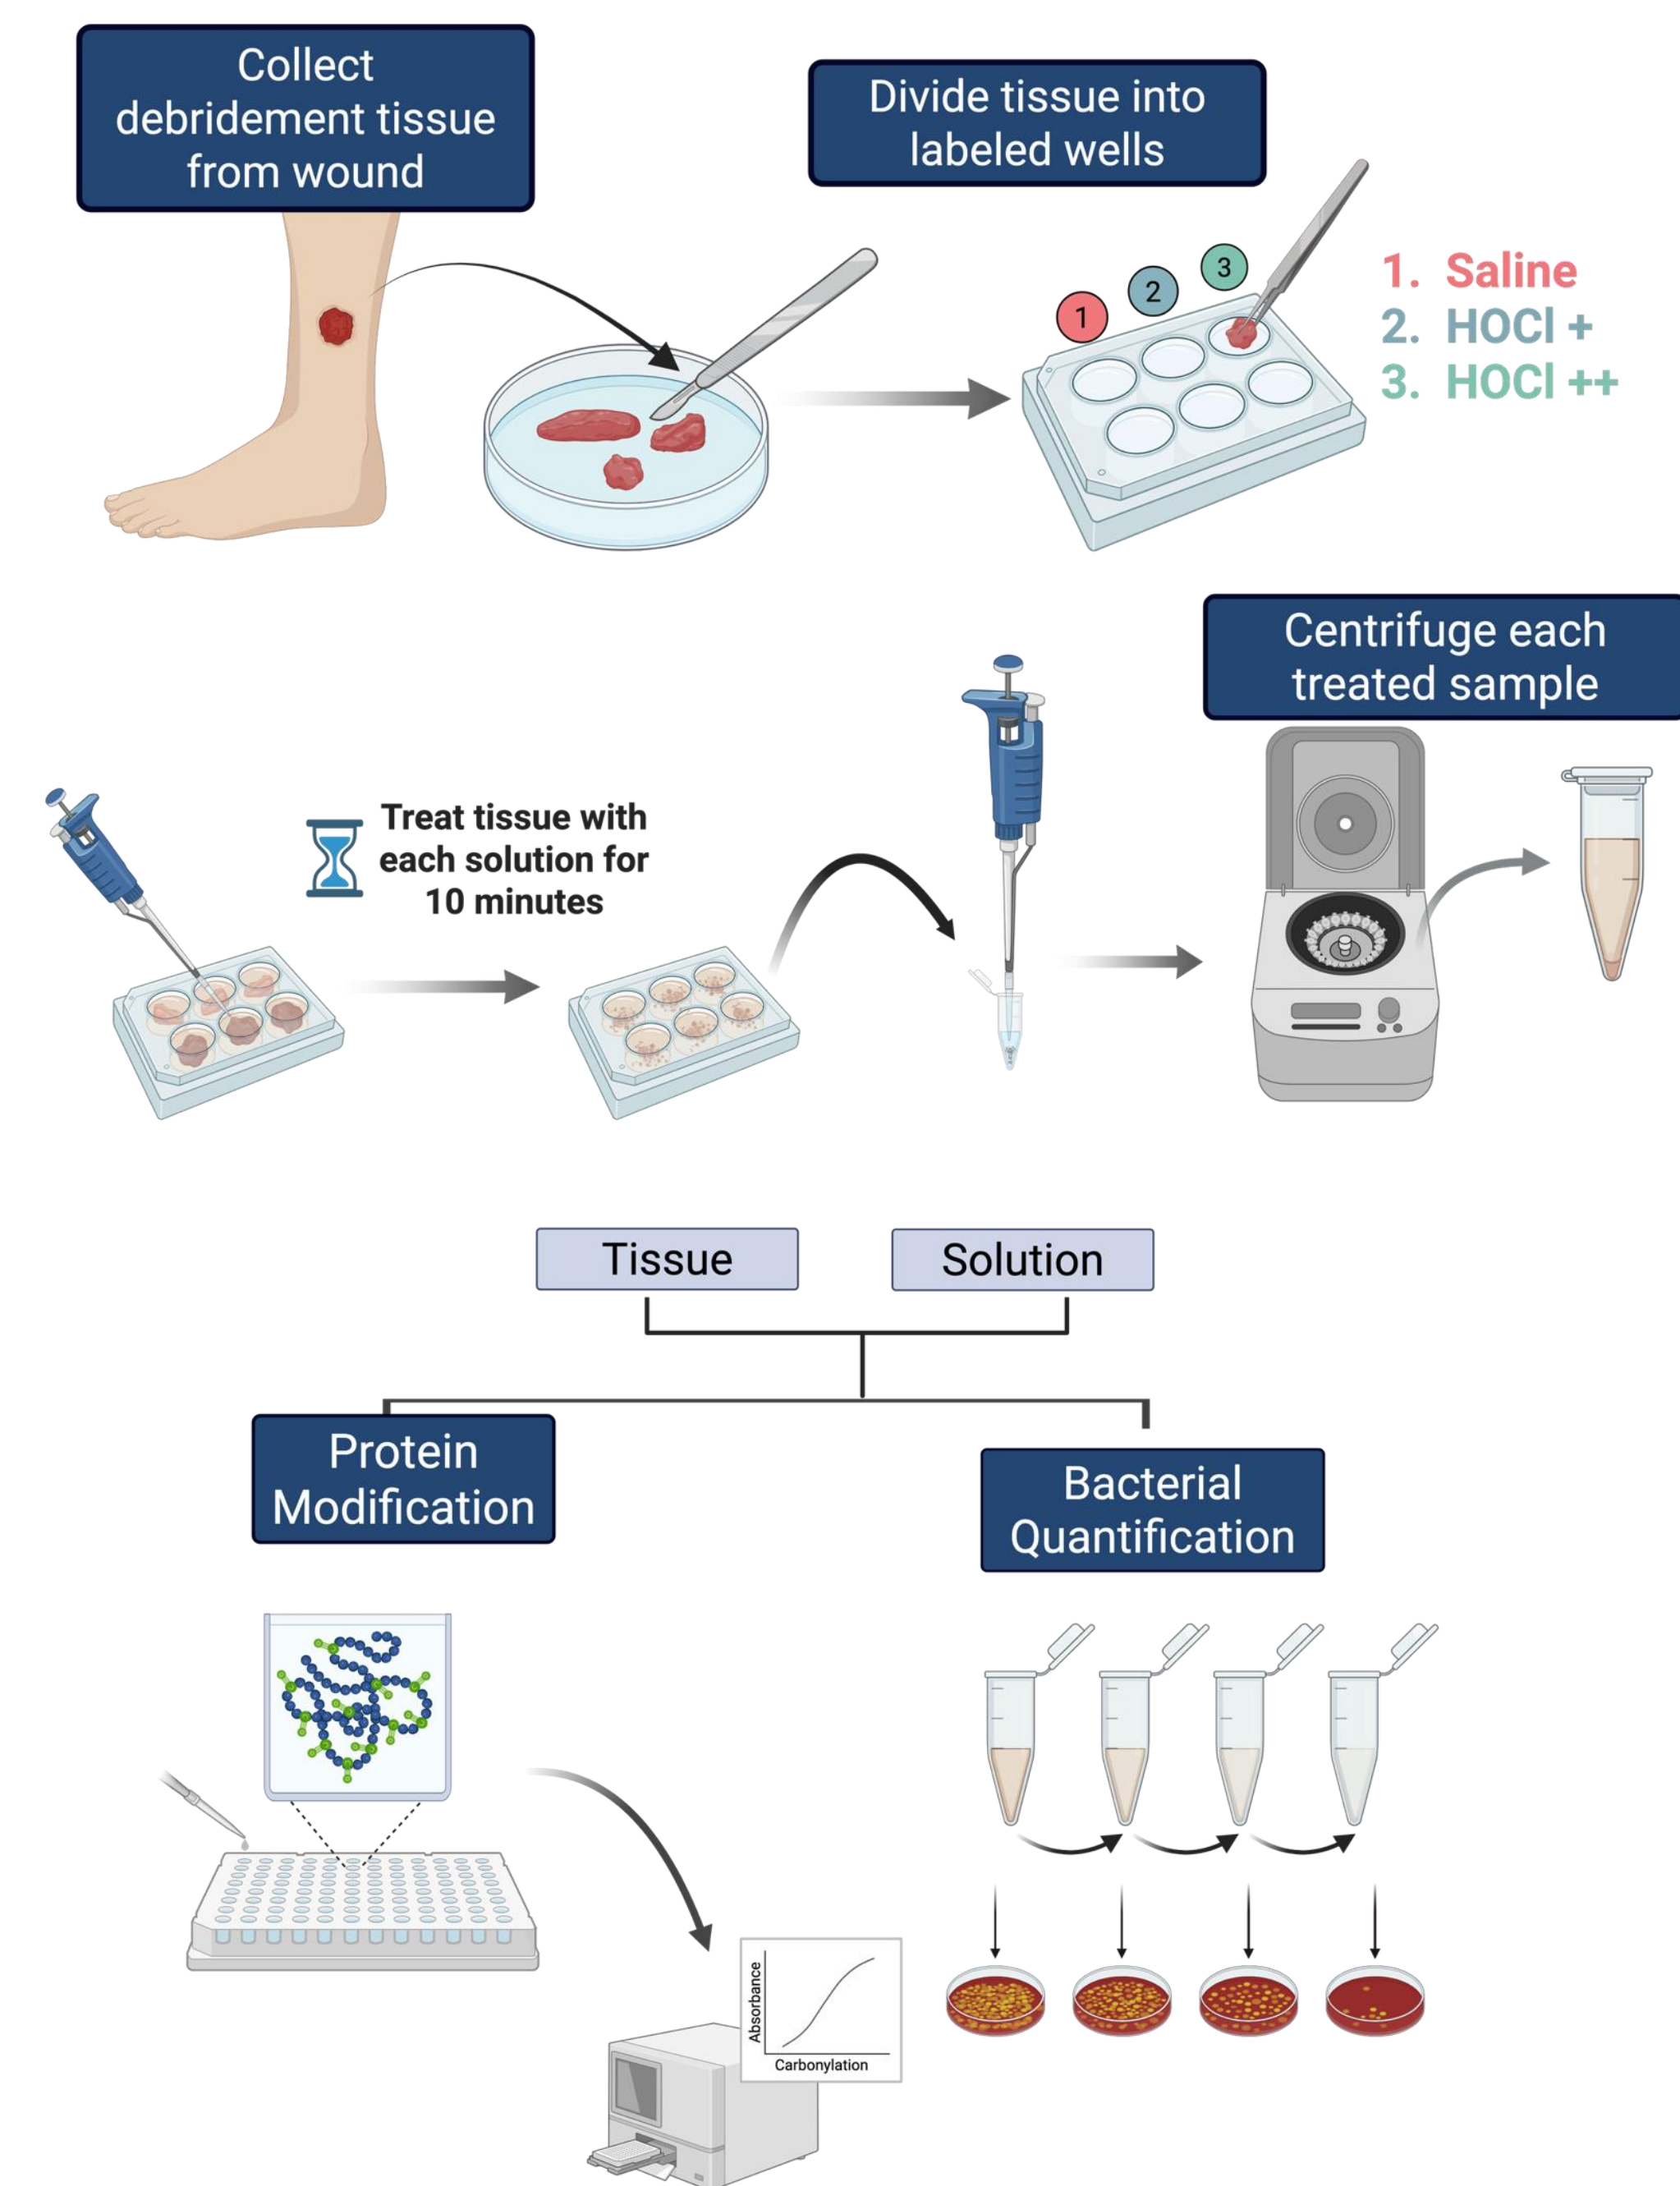 Collect
debridement tissue
from wound
Divide tissue into
labeled wells
1
2
3
1. Saline
2. HOCl +
3. HOCl ++
Centrifuge each
treated sample
Treat tissue with
each solution for
10 minutes
Tissue
Solution
Protein
Modification
Bacterial
Quantification
Absorbance
Carbonylation